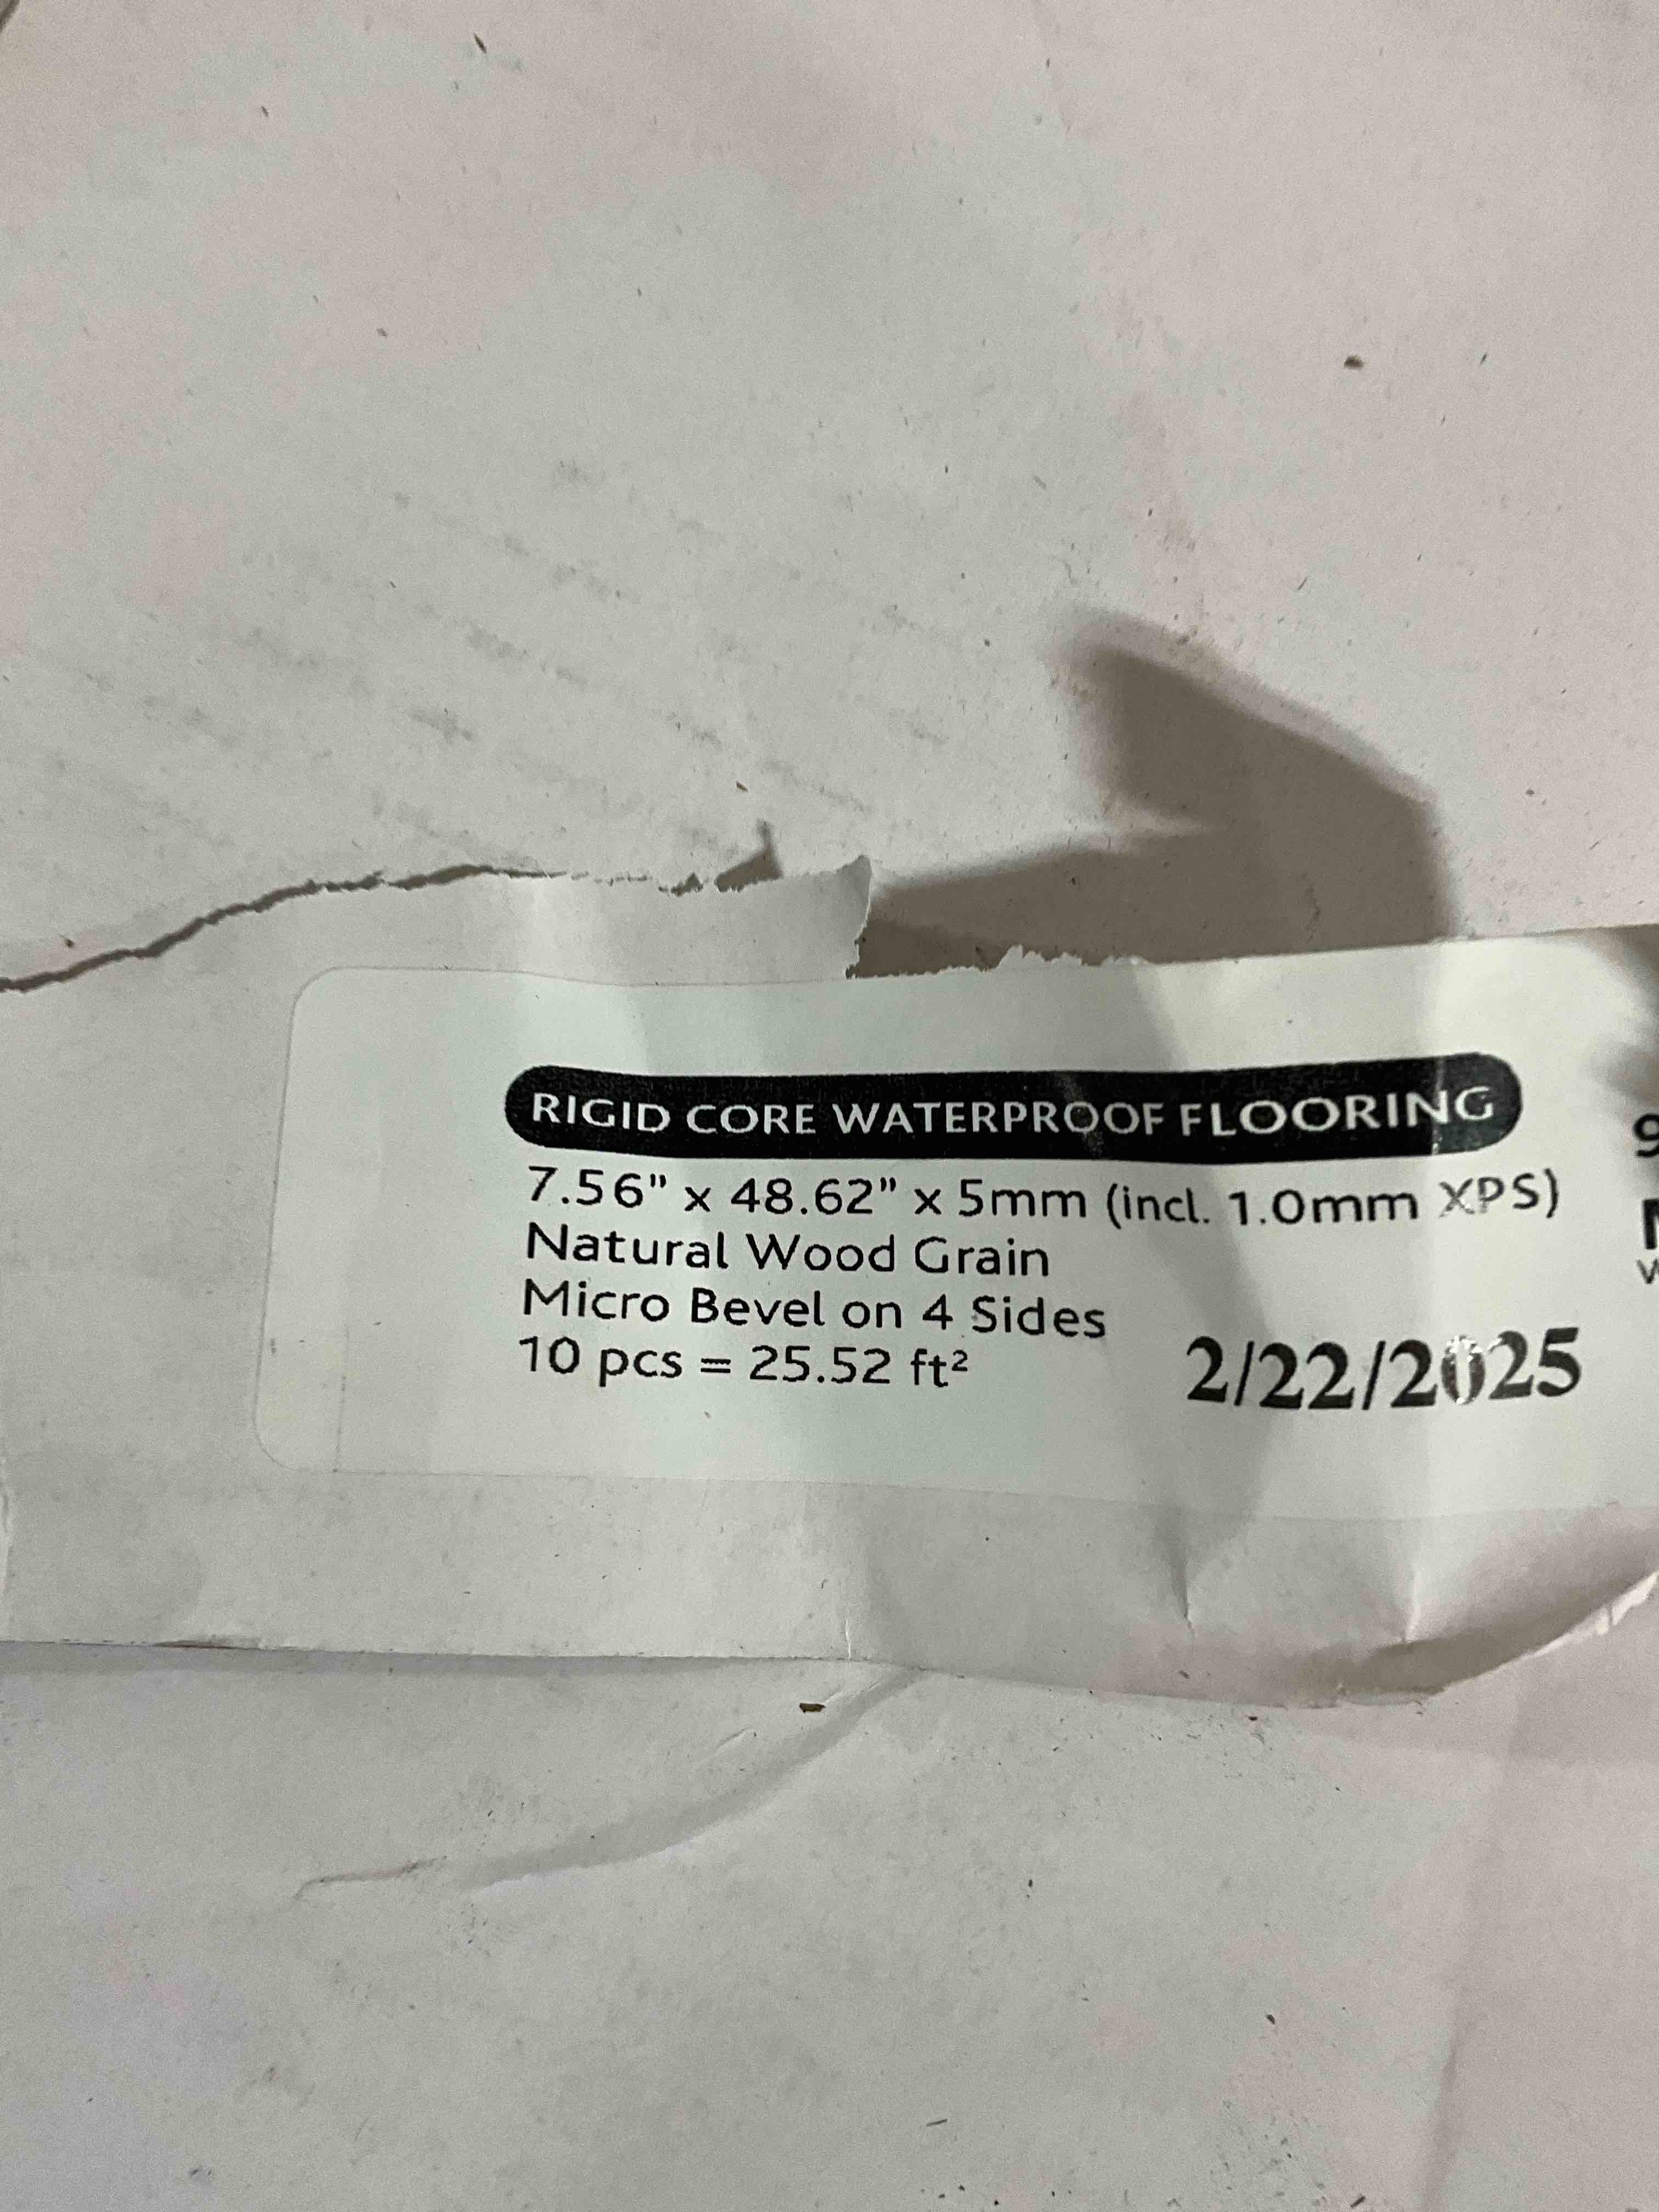 RIGID CORE WATERPROOF FLOORING
7.56" x 48.62" x 5mm (incl. 1.0mm XPS)
Natural Wood Grain
Micro Bevel on 4 Sides
10 pcs = 25.52 ft²
2/22/2025